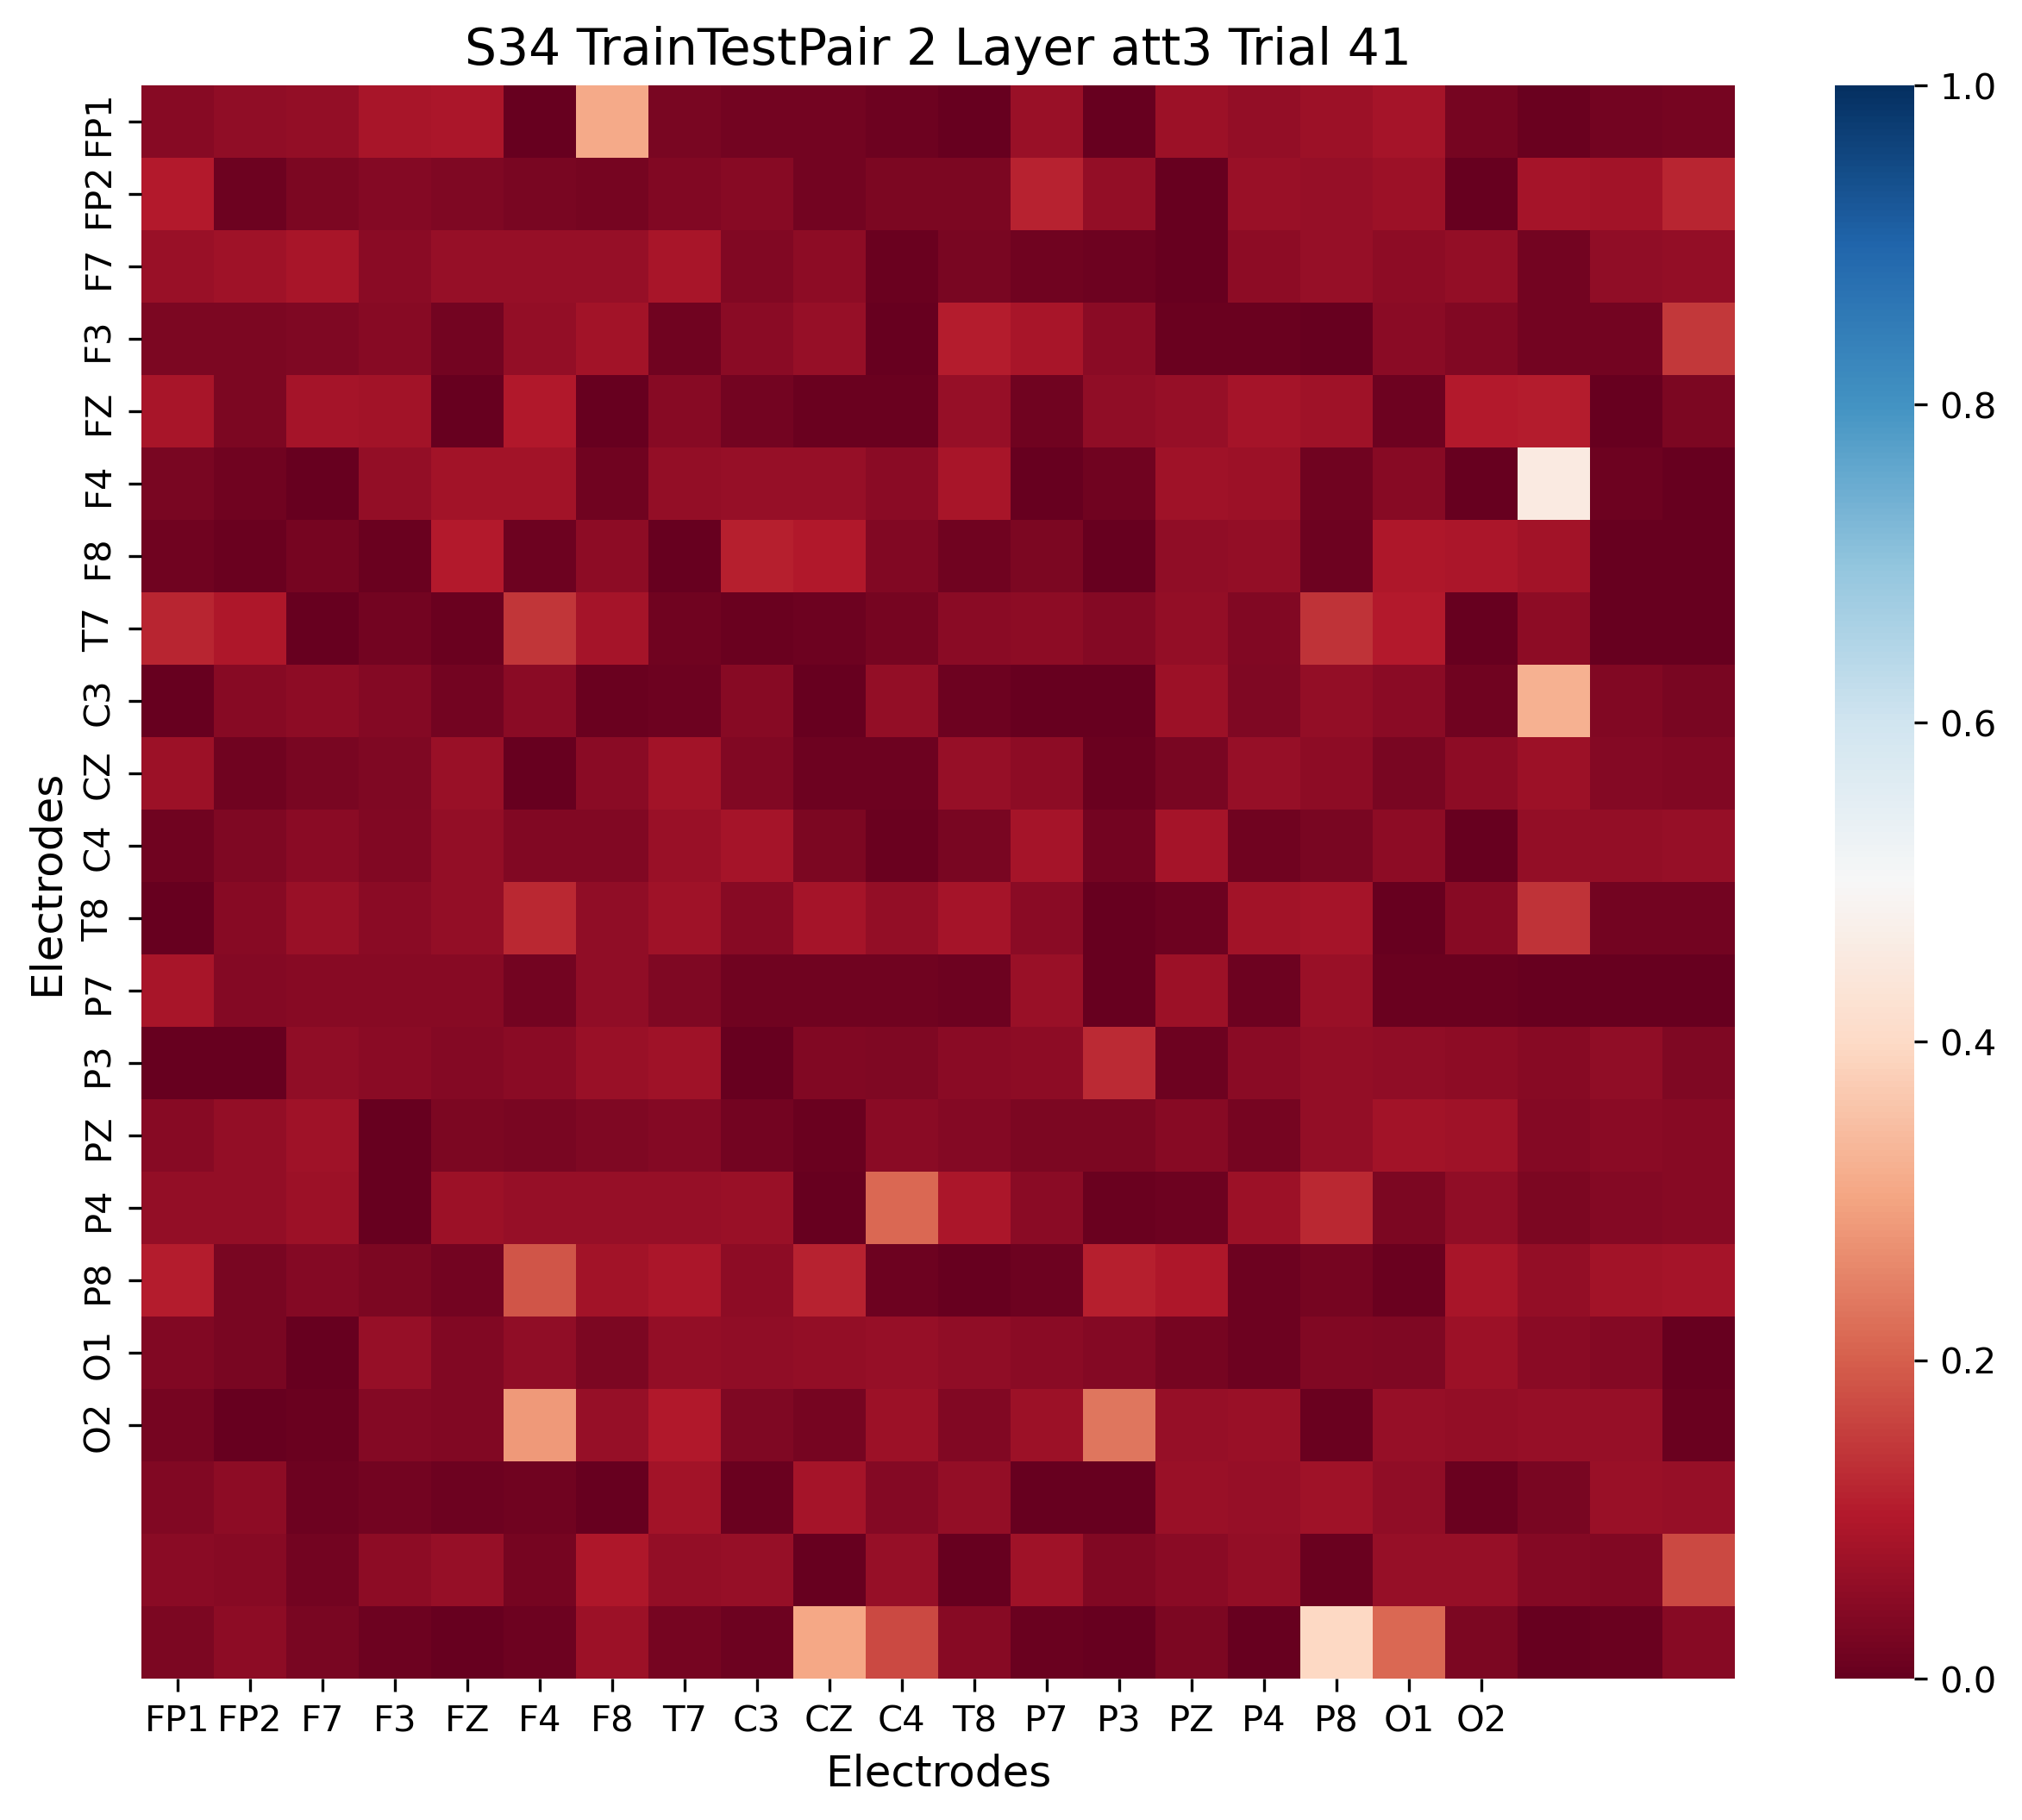 S34 TrainTestPair 2 Layer att3 Trial 41
Electrodes
FP1
FP2
F7
F3
FZ
F4
F8
T7
C3
CZ
C4
T8
P7
P3
PZ
P4
P8
O1
O2
FP1 FP2 F7 F3 FZ F4 F8 T7 C3 CZ C4 T8 P7 P3 PZ P4 P8 O1 O2
Electrodes
1.0
0.8
0.6
0.4
0.2
0.0